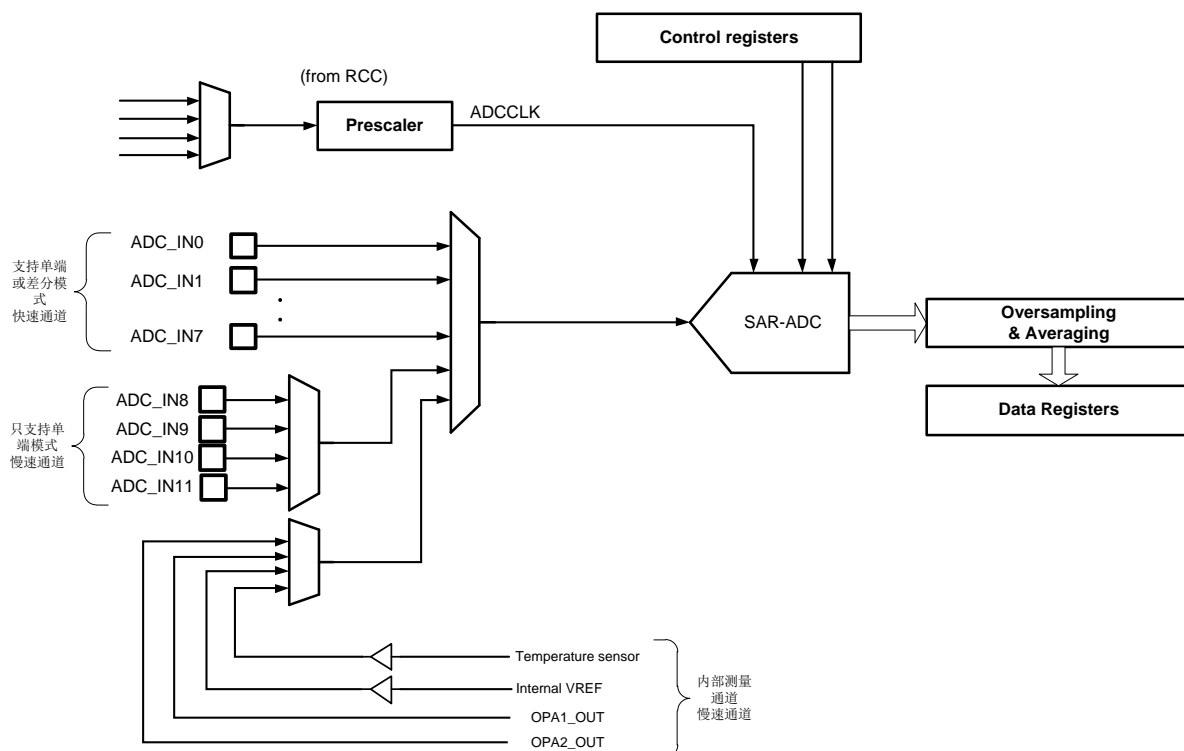 Control registers
(from RCC)
Prescaler
ADCCLK
支持单端
或差分模
式
快速通道
ADC_IN0
ADC_IN1
ADC_IN7
SAR-ADC
Oversampling
& Averaging
Data Registers
只支持单
端模式
慢速通道
ADC_IN8
ADC_IN9
ADC_IN10
ADC_IN11
Temperature sensor
Internal VREF
OPA1_OUT
OPA2_OUT
内部测量
通道
慢速通道